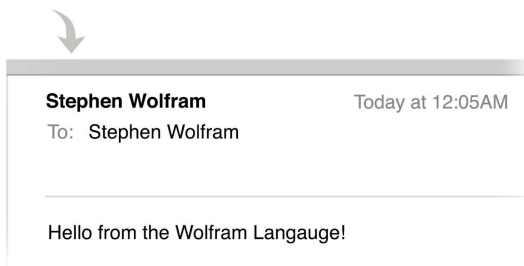 Stephen Wolfram Today at 12:05AM
To: Stephen Wolfram
Hello from the Wolfram Langauge!